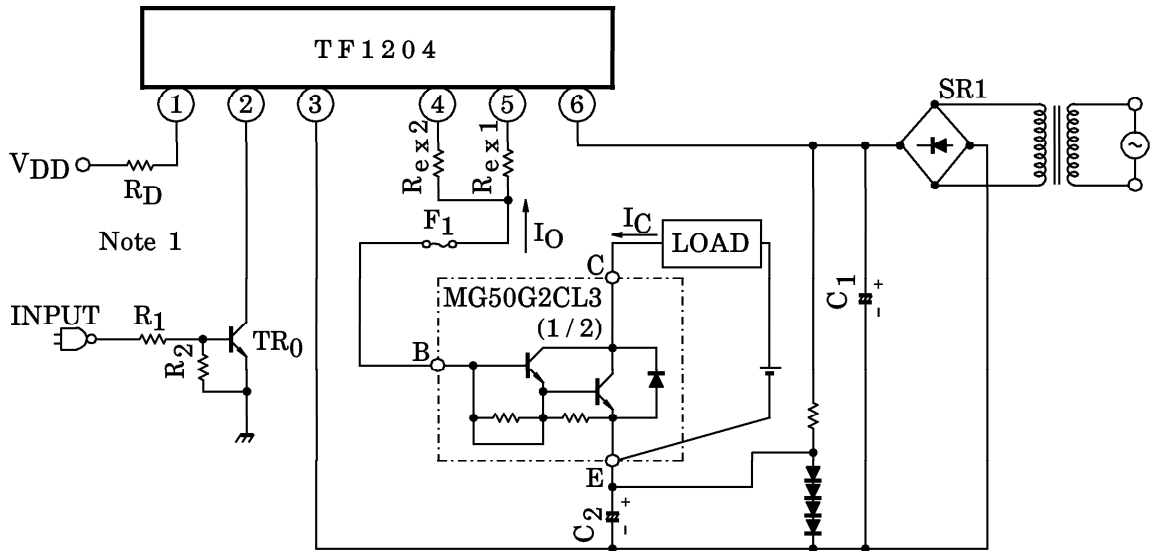 TF1204
1 2 3 4 5 6
SR1
VDD
RD
Rex2
Rex1
Note 1
F1
IO
IC
LOAD
C
MG50G2CL3
(1/2)
C1
+
-
INPUT
R1
R2
TR0
B
E
C2
+
-